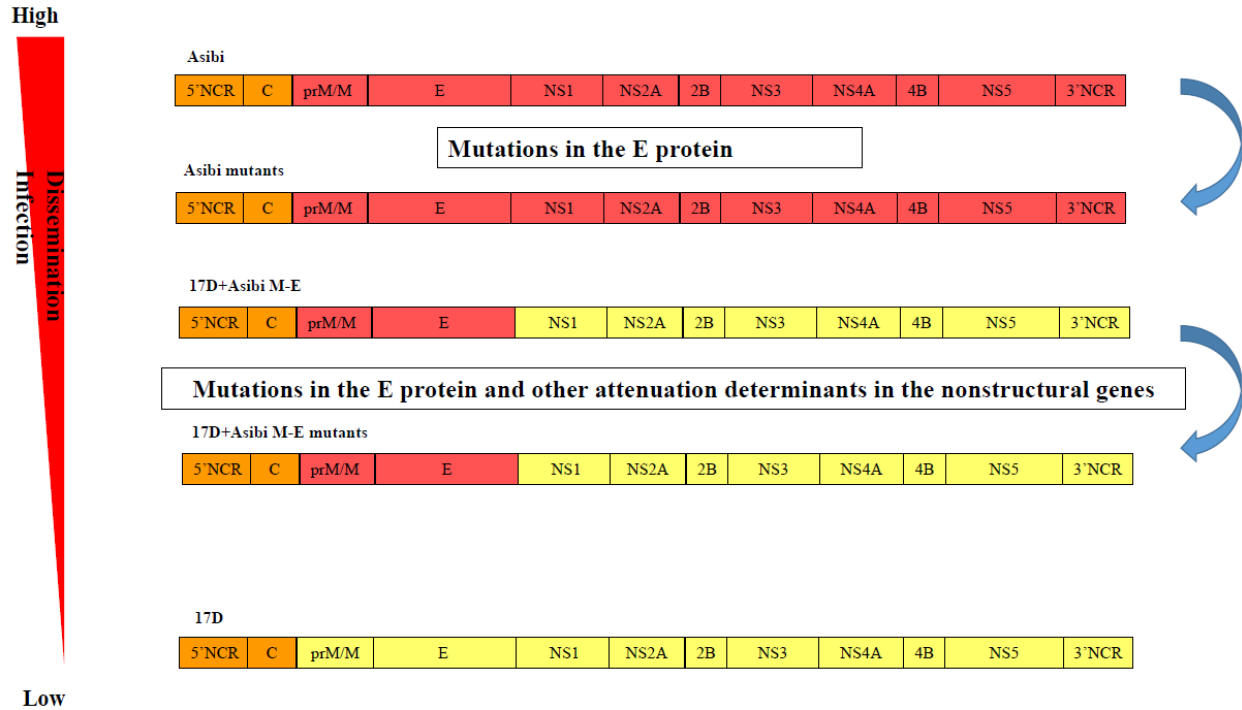 High
Asibi
5'NCR C prM/M E NS1 NS2A 2B NS3 NS4A 4B NS5 3'NCR
Mutations in the E protein
Asibi mutants
5'NCR C prM/M E NS1 NS2A 2B NS3 NS4A 4B NS5 3'NCR
Dissemination
Infection
17D+Asibi M-E
5'NCR C prM/M E NS1 NS2A 2B NS3 NS4A 4B NS5 3'NCR
Mutations in the E protein and other attenuation determinants in the nonstructural genes
17D+Asibi M-E mutants
5'NCR C prM/M E NS1 NS2A 2B NS3 NS4A 4B NS5 3'NCR
17D
5'NCR C prM/M E NS1 NS2A 2B NS3 NS4A 4B NS5 3'NCR
Low